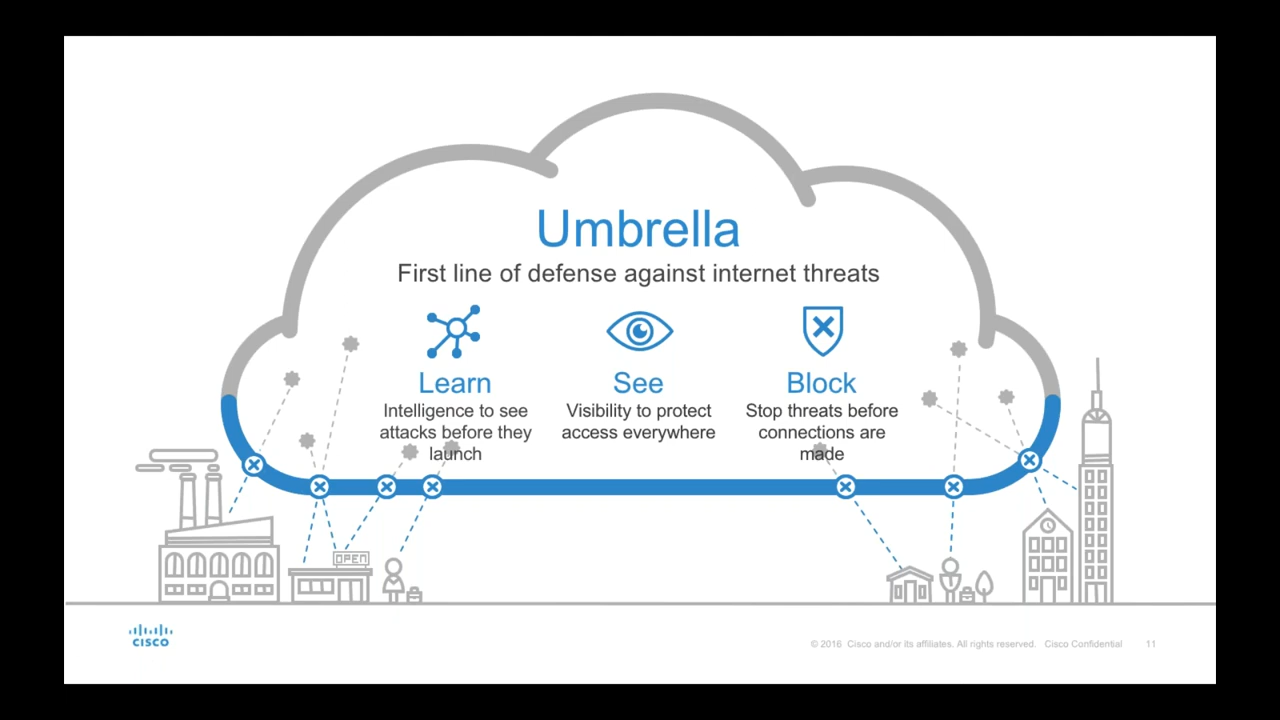 Umbrella
First line of defense against internet threats
Learn
Intelligence to see
attacks before they
launch
See
Visibility to protect
access everywhere
Block
Stop threats before
connections are
made
OPEN
CISCO
© 2016 Cisco and/or its affiliates. All rights reserved. Cisco Confidential 11